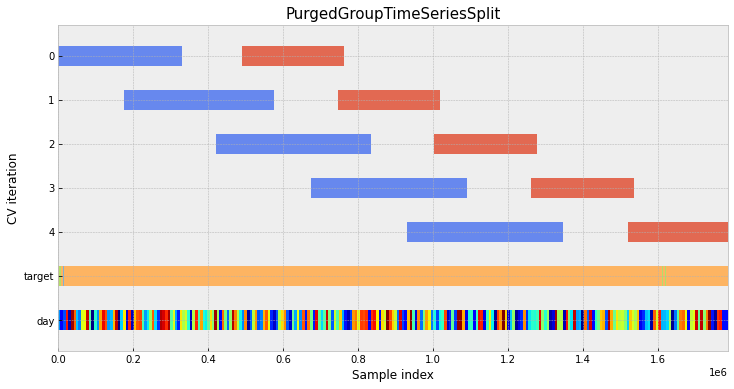 PurgedGroupTimeSeriesSplit
CV iteration
0
1
2
3
4
target
day
0.0 0.2 0.4 0.6 0.8 1.0 1.2 1.4 1.6
1e6
Sample index